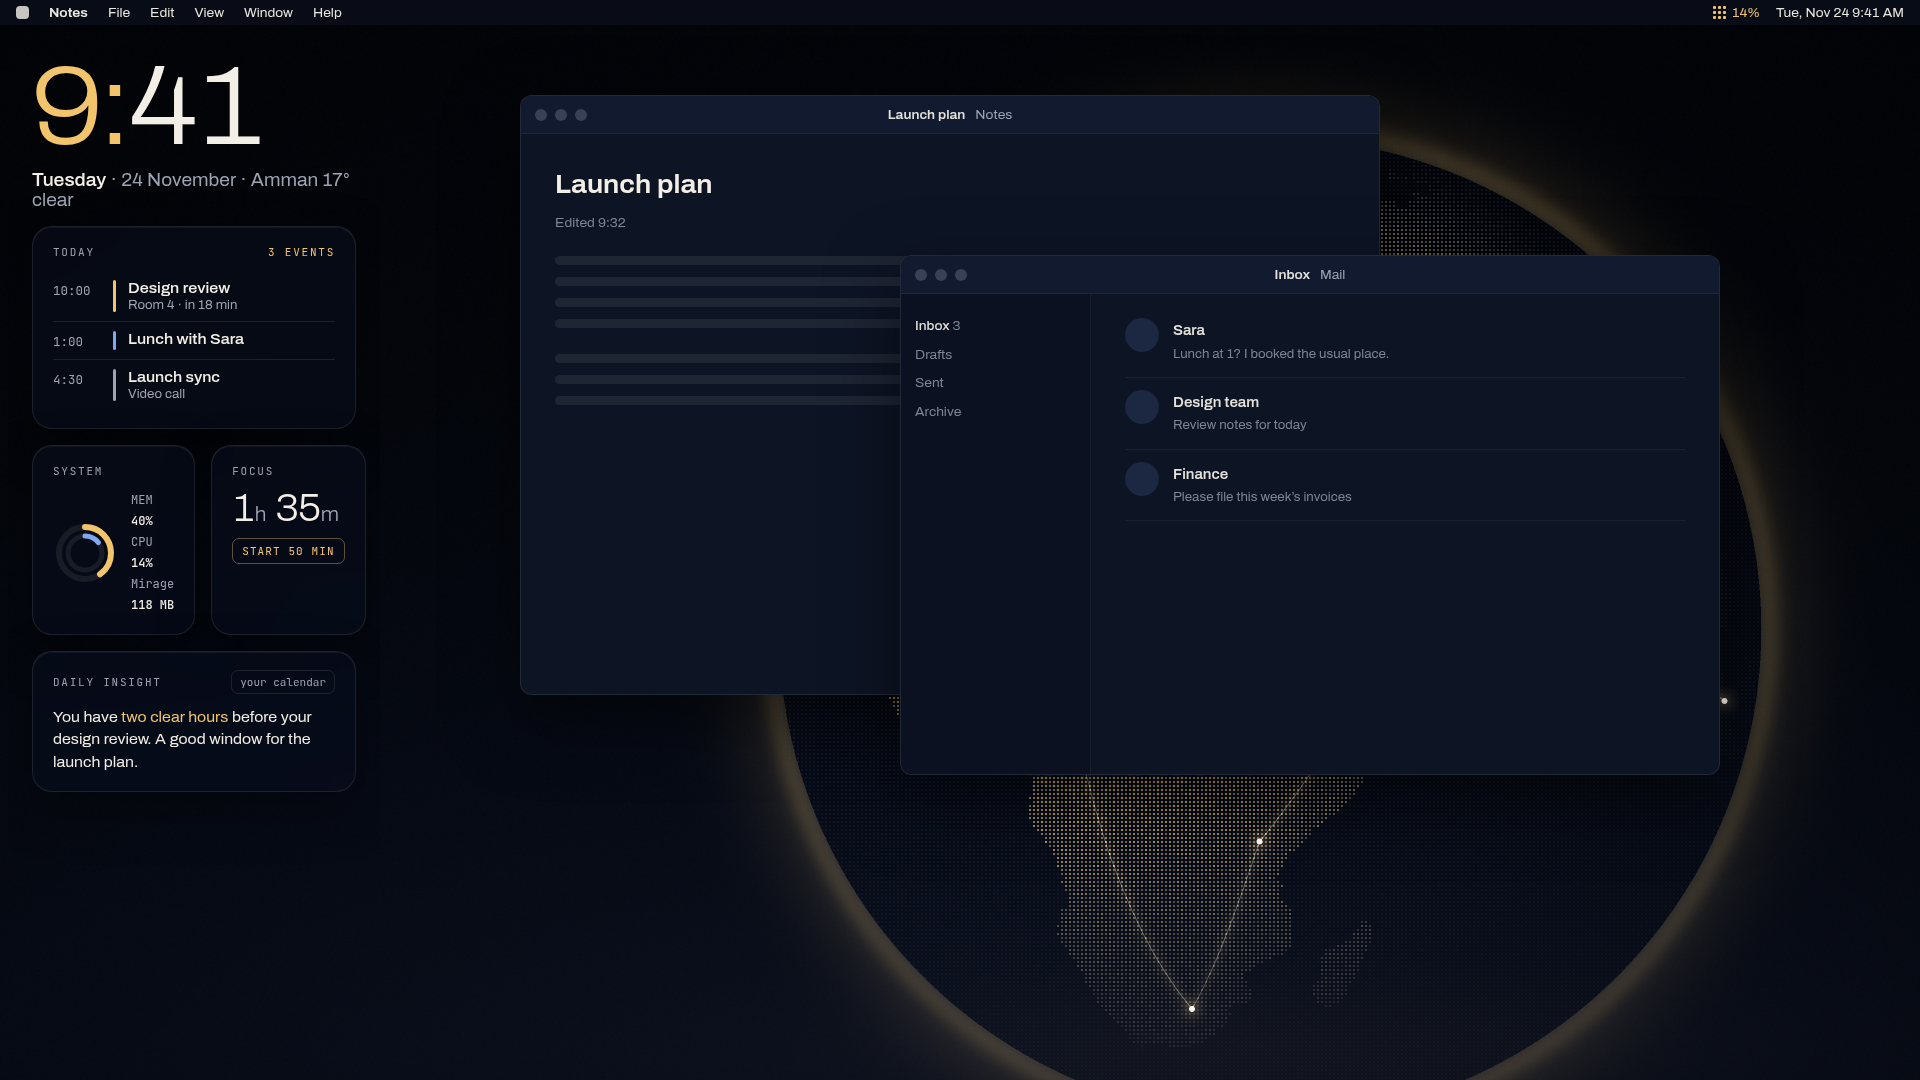 Notes File Edit View Window Help
14% Tue, Nov 24 9:41 AM
9:41
Tuesday · 24 November · Amman 17°
clear
TODAY 3 EVENTS
10:00 Design review
Room 4 · in 18 min
1:00 Lunch with Sara
4:30 Launch sync
Video call
SYSTEM
MEM
40%
CPU
14%
Mirage
118 MB
FOCUS
1h 35m
START 50 MIN
DAILY INSIGHT your calendar
You have two clear hours before your
design review. A good window for the
launch plan.
Launch plan Notes
Launch plan
Edited 9:32
Inbox Mail
Inbox 3
Drafts
Sent
Archive
Sara
Lunch at 1? I booked the usual place.
Design team
Review notes for today
Finance
Please file this week's invoices